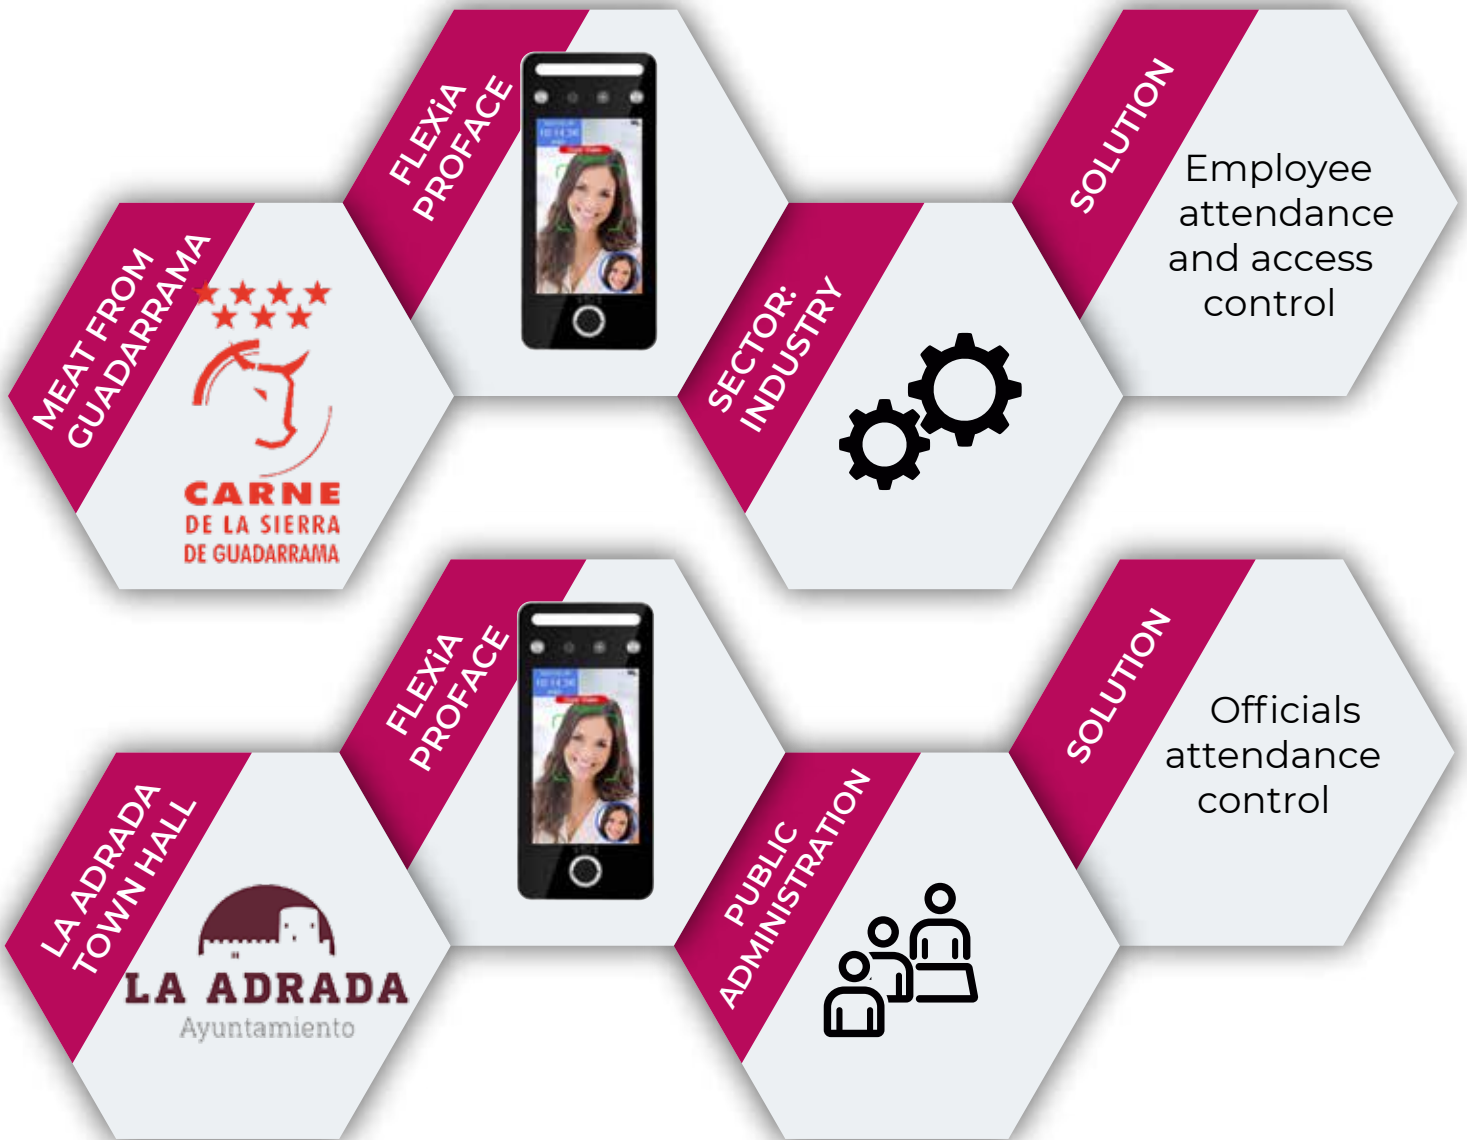 MEAT FROM
GUADARRAMA
CARNE
DE LA SIERRA
DE GUADARRAMA
FLEXiA
PROFACE
SECTOR:
INDUSTRY
SOLUTION
Employee
attendance
and access
control
LA ADRADA
TOWN HALL
LA ADRADA
Ayuntamiento
FLEXiA
PROFACE
PUBLIC
ADMINISTRATION
SOLUTION
Officials
attendance
control